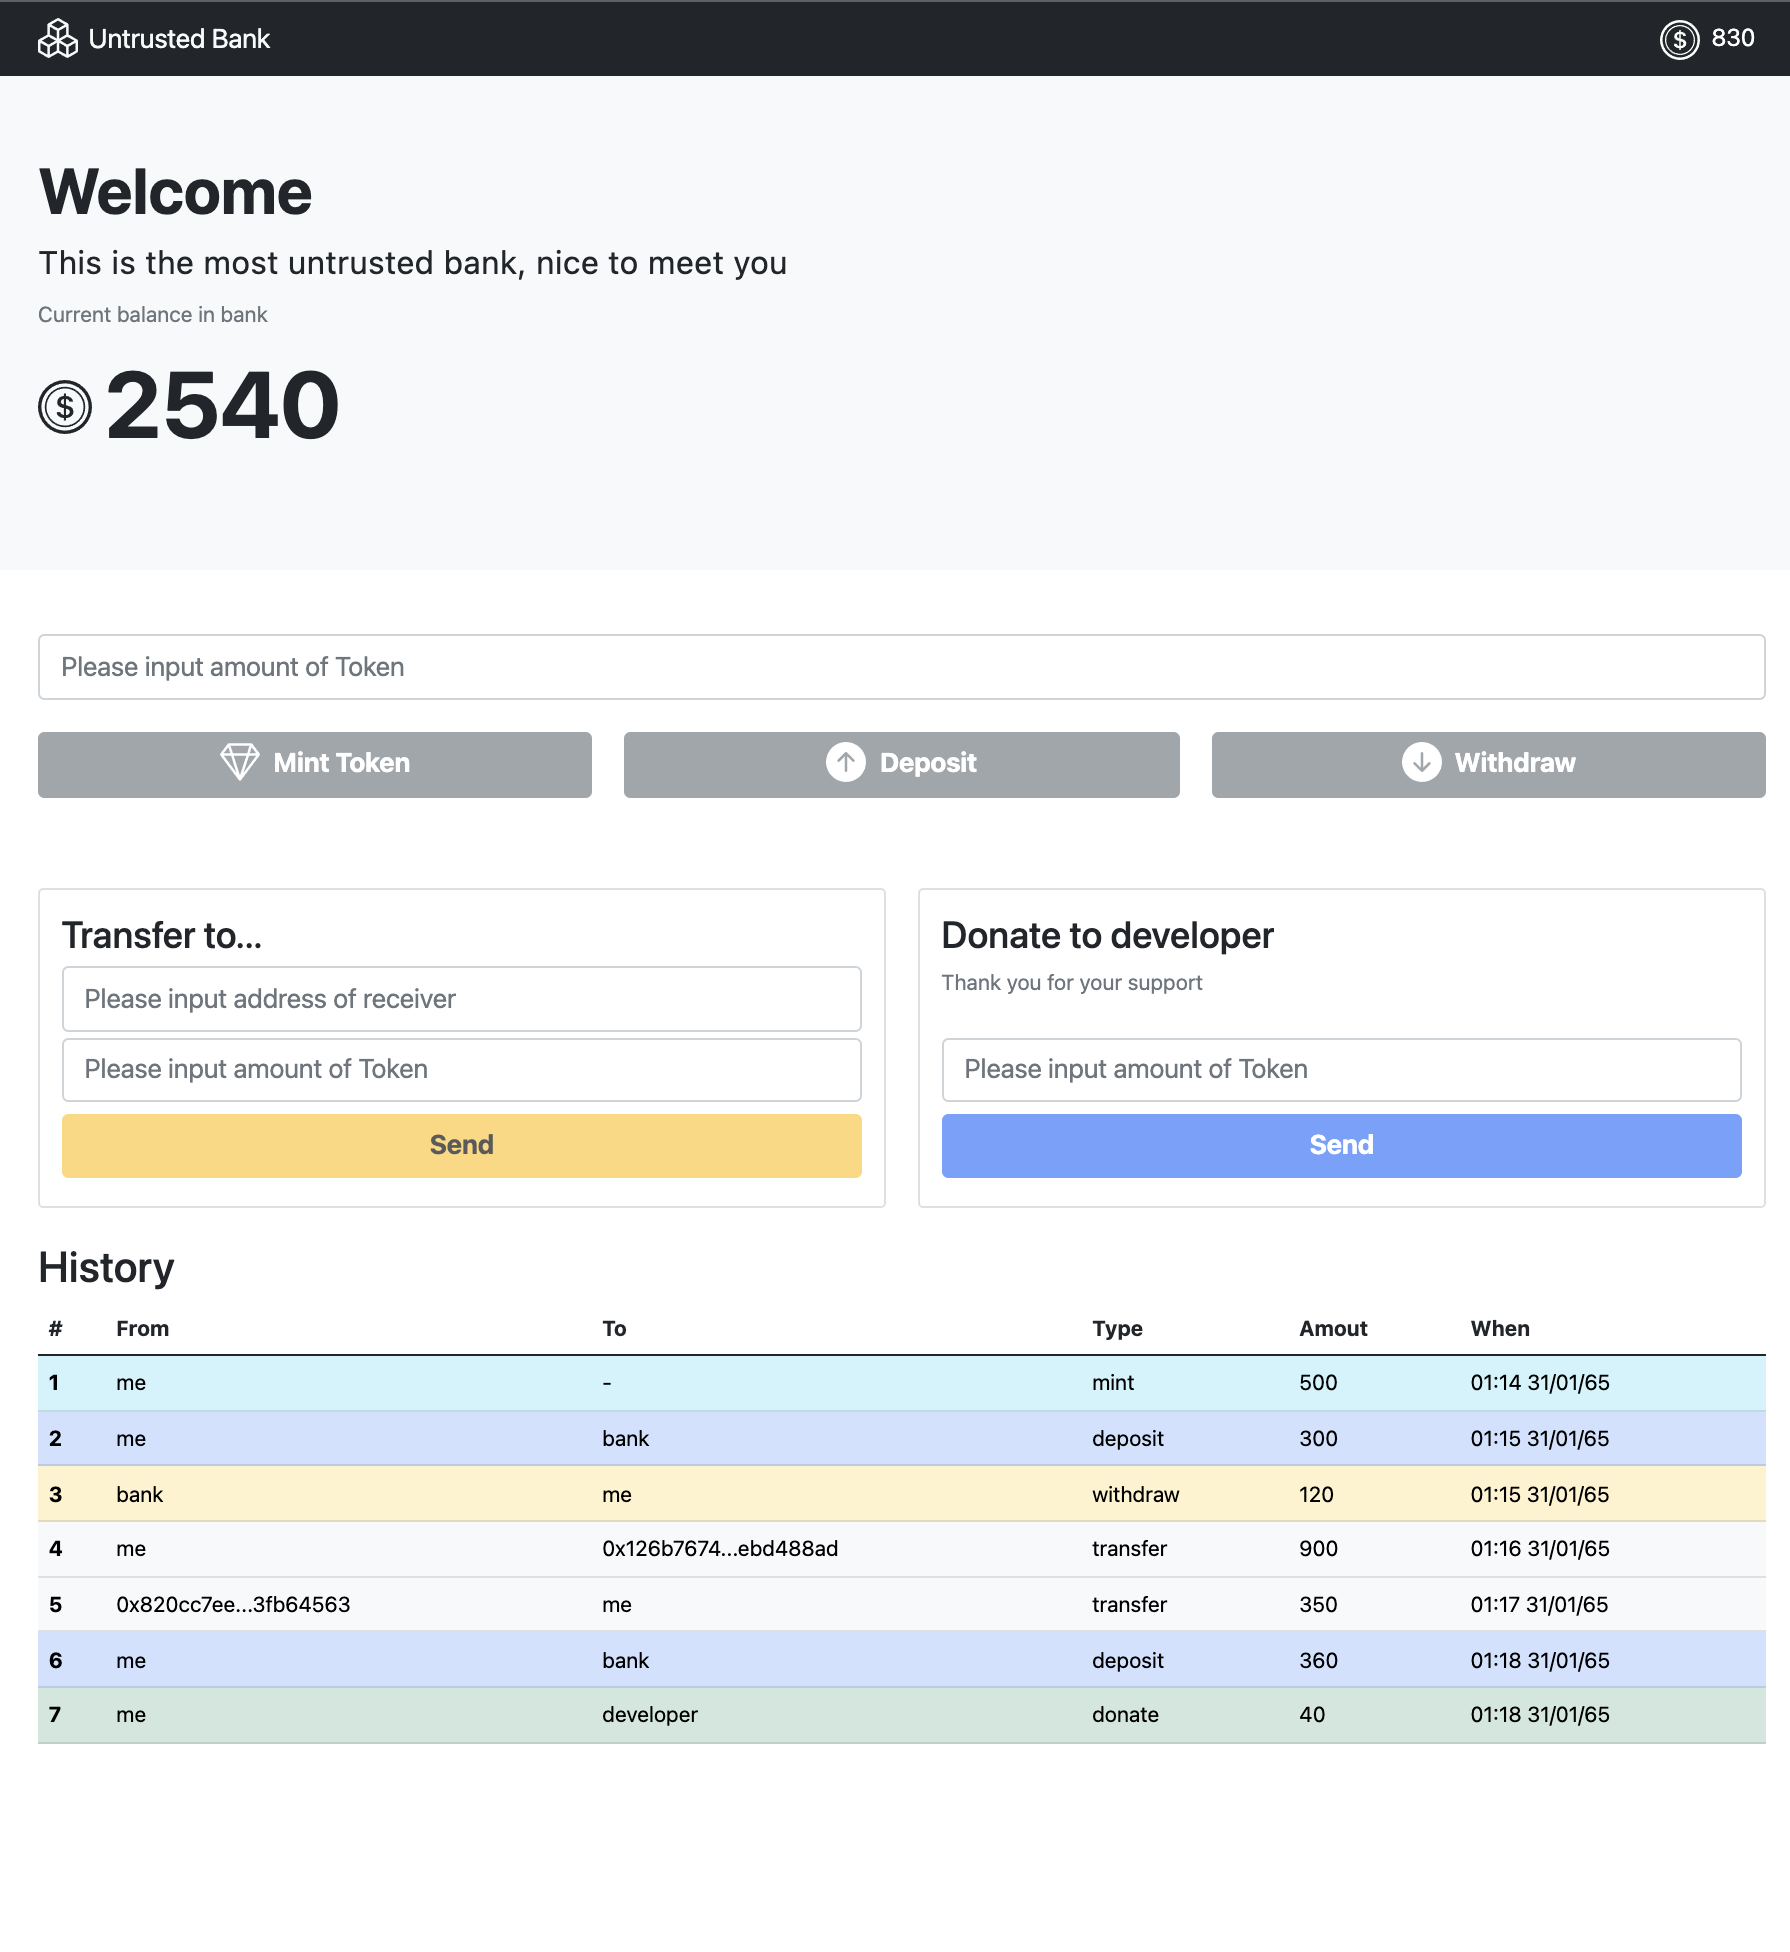 Untrusted Bank 830
Welcome
This is the most untrusted bank, nice to meet you
Current balance in bank
$ 2540
Please input amount of Token
Mint Token Deposit Withdraw
Transfer to...
Please input address of receiver
Please input amount of Token
Send
Donate to developer
Thank you for your support
Please input amount of Token
Send
History
# From To Type Amout When
1 me - mint 500 01:14 31/01/65
2 me bank deposit 300 01:15 31/01/65
3 bank me withdraw 120 01:15 31/01/65
4 me 0x126b7674...ebd488ad transfer 900 01:16 31/01/65
5 0x820cc7ee...3fb64563 me transfer 350 01:17 31/01/65
6 me bank deposit 360 01:18 31/01/65
7 me developer donate 40 01:18 31/01/65